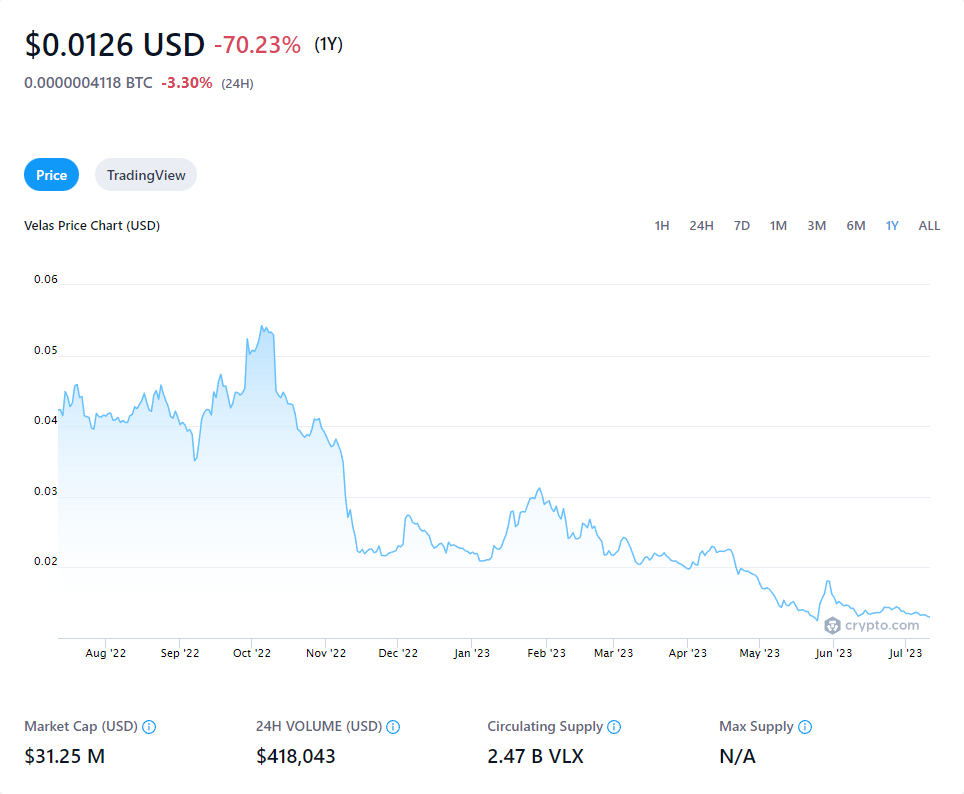 $0.0126 USD -70.23% (1Y)
0.0000004118 BTC -3.30% (24H)
Price TradingView
Velas Price Chart (USD) 1H 24H 7D 1M 3M 6M 1Y ALL
0.06
0.05
0.04
0.03
0.02
crypto.com
Aug '22 Sep '22 Oct '22 Nov '22 Dec '22 Jan '23 Feb '23 Mar '23 Apr '23 May '23 Jun '23 Jul '23
Market Cap (USD) 24H VOLUME (USD) Circulating Supply Max Supply
$31.25 M $418,043 2.47 B VLX N/A